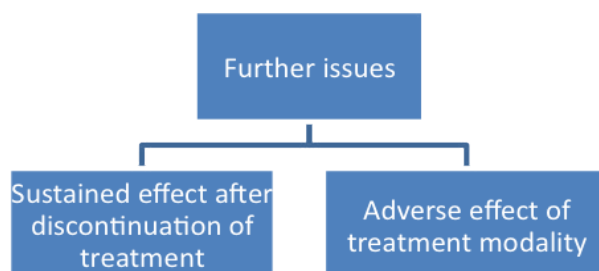 Further issues
Sustained effect after
discontinuation of
treatment
Adverse effect of
treatment modality